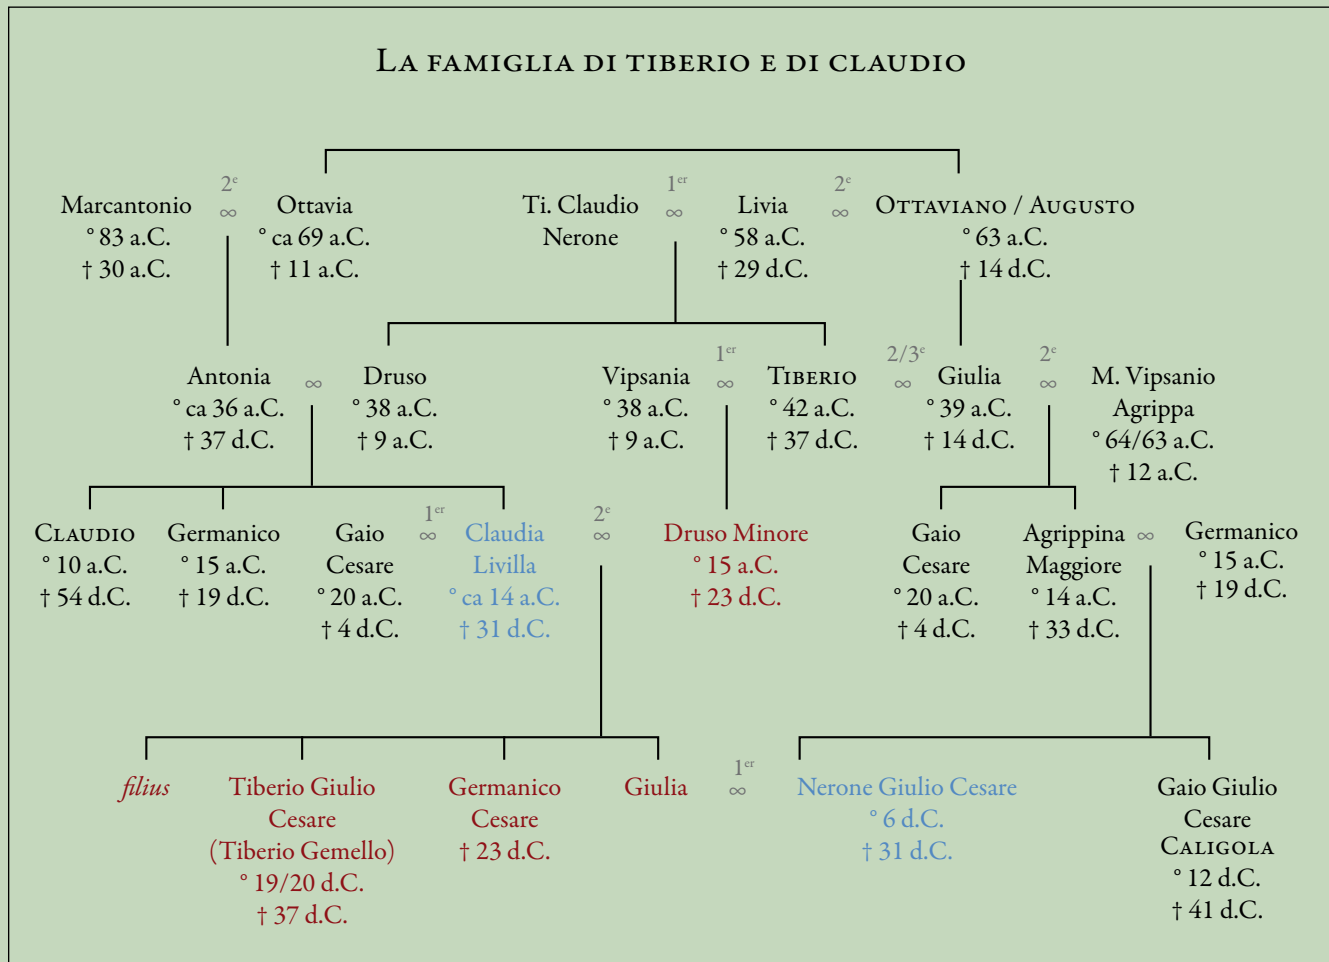 LA FAMIGLIA DI TIBERIO E DI CLAUDIO
2e
1er
2e
Marcantonio ∞ Ottavia
Ti. Claudio ∞ Livia ∞ OTTAVIANO / AUGUSTO
° 83 a.C. ° ca 69 a.C.
Nerone ° 58 a.C. ° 63 a.C.
† 30 a.C. † 11 a.C.
† 29 d.C. † 14 d.C.
1er 2/3e 2e
Antonia ∞ Druso
Vipsania ∞ TIBERIO ∞ Giulia ∞ M. Vipsanio
° ca 36 a.C. ° 38 a.C.
° 38 a.C. ° 42 a.C. ° 39 a.C. Agrippa
† 37 d.C. † 9 a.C.
† 9 a.C. † 37 d.C. † 14 d.C. ° 64/63 a.C.
† 12 a.C.
1er 2e
CLAUDIO Germanico Gaio ∞ Claudia ∞ Druso Minore
Gaio Agrippina ∞ Germanico
° 10 a.C. ° 15 a.C. Cesare Livilla ° 15 a.C.
Cesare Maggiore ° 15 a.C.
† 54 d.C. † 19 d.C. ° 20 a.C. ° ca 14 a.C. † 23 d.C.
° 20 a.C. ° 14 a.C. † 19 d.C.
† 4 d.C. † 31 d.C.
† 4 d.C. † 33 d.C.
1er
filius Tiberio Giulio Germanico Giulia ∞ Nerone Giulio Cesare Gaio Giulio
Cesare Cesare ° 6 d.C. Cesare
(Tiberio Gemello) † 23 d.C. † 31 d.C. CALIGOLA
° 19/20 d.C. ° 12 d.C.
† 37 d.C. † 41 d.C.